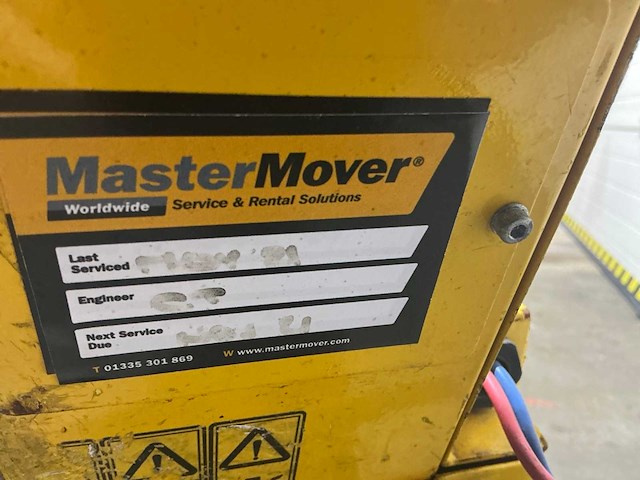 MasterMover®
Worldwide Service & Rental Solutions
Last
Serviced
Engineer
Next Service
Due
T 01335 301 869 W www.mastermover.com